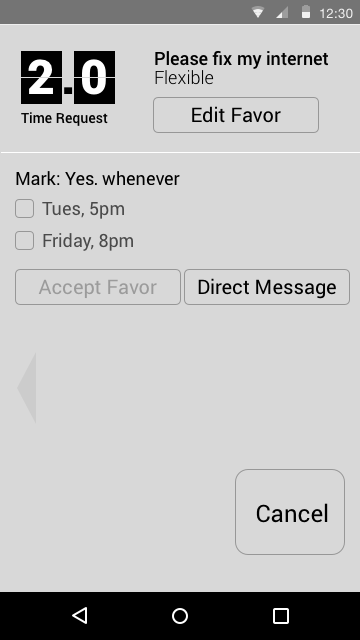 12:30
2.0
Time Request
Please fix my internet
Flexible
Edit Favor
Mark: Yes. whenever
Tues, 5pm
Friday, 8pm
Accept Favor
Direct Message
Cancel